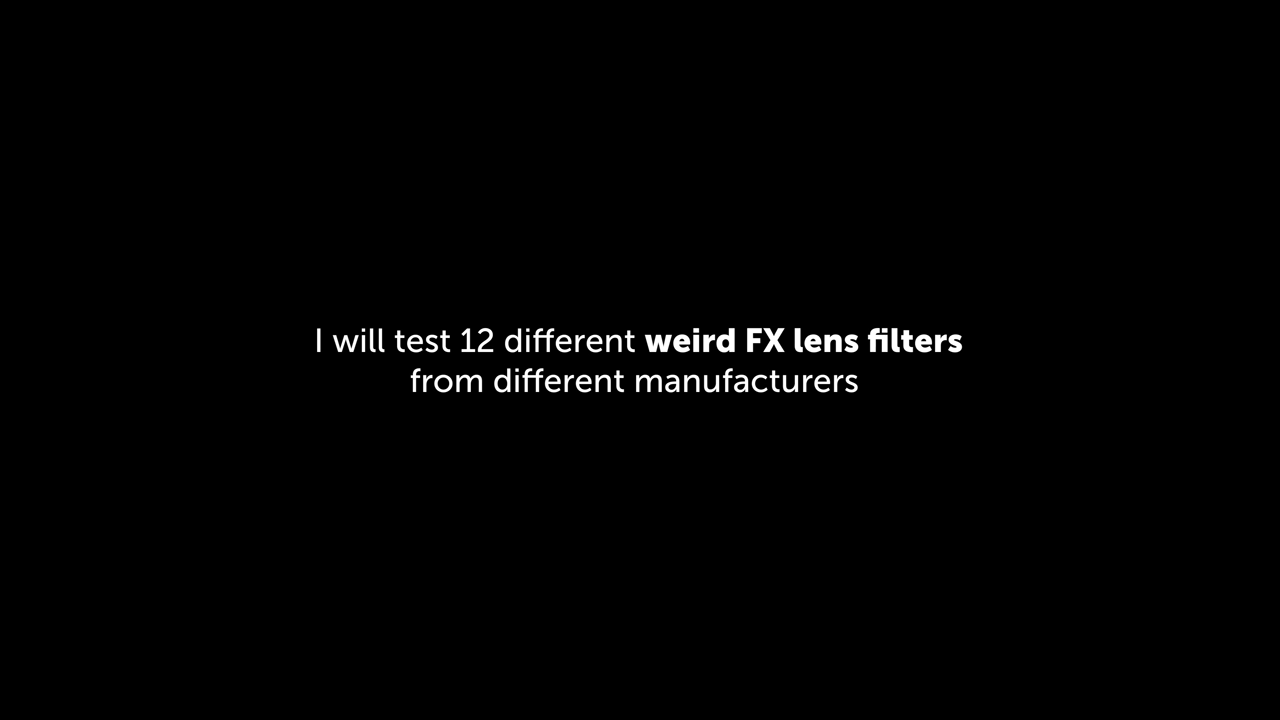 I will test 12 different weird FX lens filters
from different manufacturers